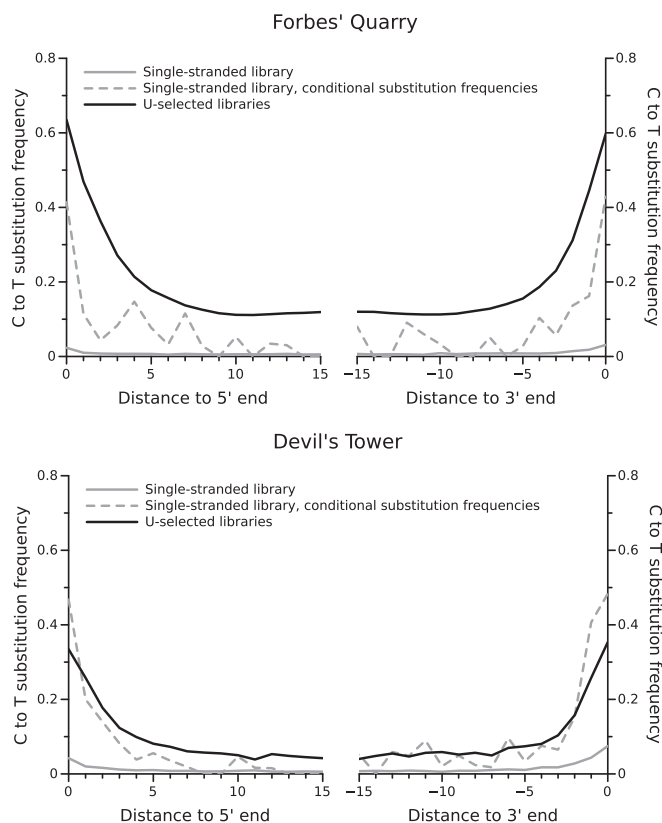 Forbes' Quarry
0.8
0.6
0.4
0.2
0
C to T substitution frequency
Single-stranded library
Single-stranded library, conditional substitution frequencies
U-selected libraries
0.8
0.6
0.4
0.2
0
C to T substitution frequency
0 5 10 15
−15 −10 −5 0
Distance to 5' end
Distance to 3' end
Devil's Tower
0.8
0.6
0.4
0.2
0
C to T substitution frequency
Single-stranded library
Single-stranded library, conditional substitution frequencies
U-selected libraries
0.8
0.6
0.4
0.2
0
C to T substitution frequency
0 5 10 15
−15 −10 −5 0
Distance to 5' end
Distance to 3' end